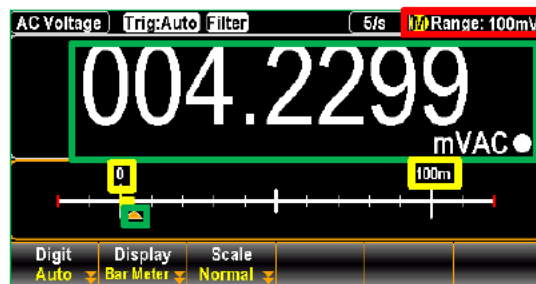 AC Voltage Trig:Auto Filter 5/s M Range: 100mV
004.2299
mVAC
0 100m
Digit Display Scale
Auto Bar Meter Normal